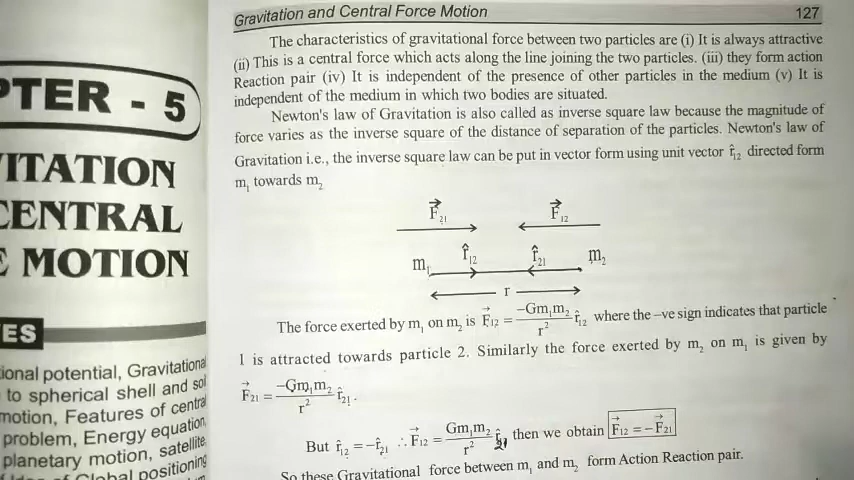 PTER - 5
ITATION
CENTRAL
E MOTION
ES
ional potential, Gravitational
to spherical shell and sol
motion, Features of central
problem, Energy equation,
planetary motion, satellite,
of Global positioning
Gravitation and Central Force Motion 127
The characteristics of gravitational force between two particles are (i) It is always attractive
(ii) This is a central force which acts along the line joining the two particles. (iii) they form action
Reaction pair (iv) It is independent of the presence of other particles in the medium (v) It is
independent of the medium in which two bodies are situated.
Newton's law of Gravitation is also called as inverse square law because the magnitude of
force varies as the inverse square of the distance of separation of the particles. Newton's law of
Gravitation i.e., the inverse square law can be put in vector form using unit vector r̂₁₂ directed form
m₁ towards m₂
F⃗₂₁ F⃗₁₂
m₁ r̂₁₂ r̂₂₁ m₂
r
The force exerted by m₁ on m₂ is F⃗₁₂ = −Gm₁m₂/r² r̂₁₂ where the –ve sign indicates that particle
1 is attracted towards particle 2. Similarly the force exerted by m₂ on m₁ is given by
F⃗₂₁ = −Gm₁m₂/r² r̂₂₁.
But r̂₁₂ = −r̂₂₁ ∴ F⃗₁₂ = Gm₁m₂/r² r̂₂₁ then we obtain F⃗₁₂ = −F⃗₂₁
So these Gravitational force between m₁ and m₂ form Action Reaction pair.